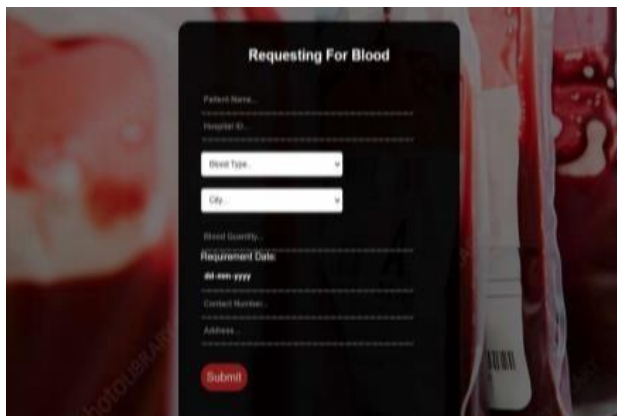 Requesting For Blood
Patient Name...
Hospital ID...
Blood Type..
City...
Blood Quantity...
Requirement Date:
dd-mm-yyyy
Contact Number...
Address...
Submit